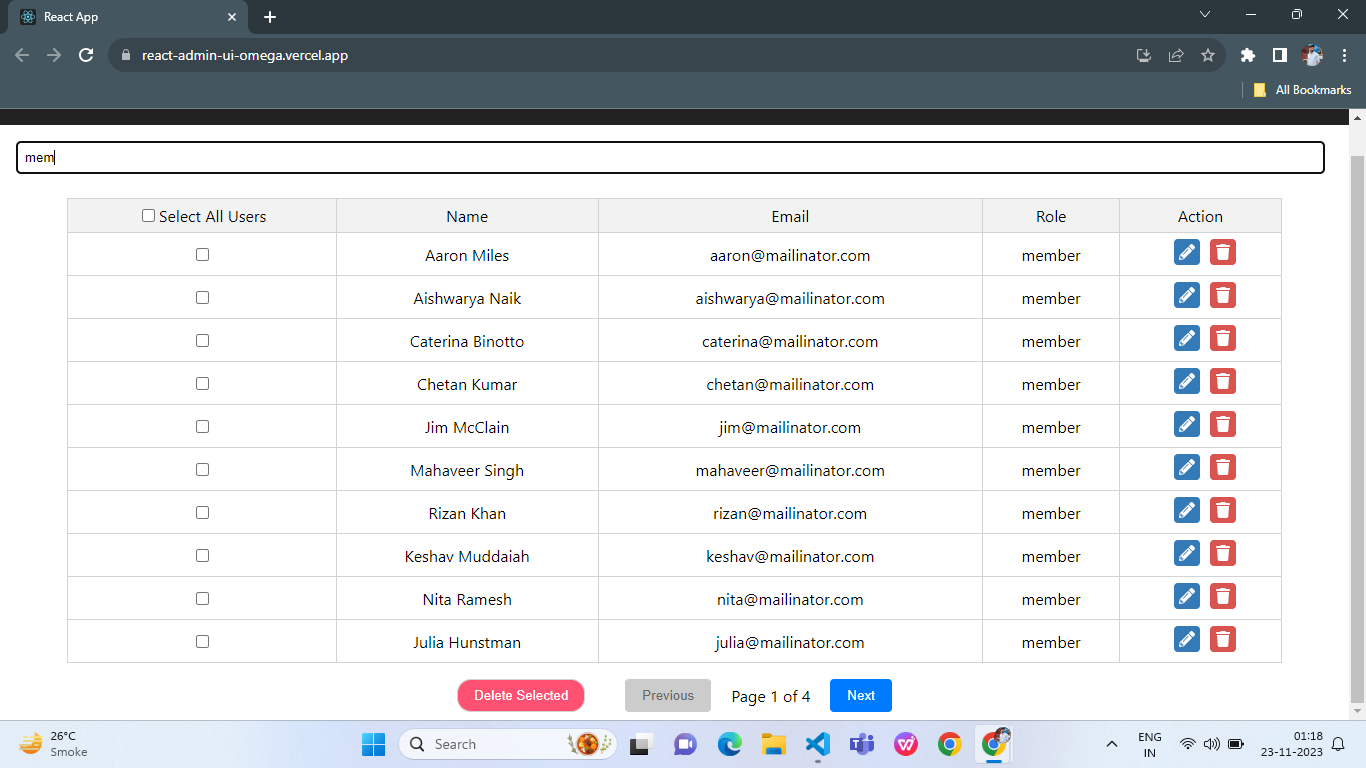 React App
react-admin-ui-omega.vercel.app
All Bookmarks
mem
Select All Users Name Email Role Action
Aaron Miles aaron@mailinator.com member
Aishwarya Naik aishwarya@mailinator.com member
Caterina Binotto caterina@mailinator.com member
Chetan Kumar chetan@mailinator.com member
Jim McClain jim@mailinator.com member
Mahaveer Singh mahaveer@mailinator.com member
Rizan Khan rizan@mailinator.com member
Keshav Muddaiah keshav@mailinator.com member
Nita Ramesh nita@mailinator.com member
Julia Hunstman julia@mailinator.com member
Delete Selected Previous Page 1 of 4 Next
26°C
Smoke
Search
ENG
IN
01:18
23-11-2023